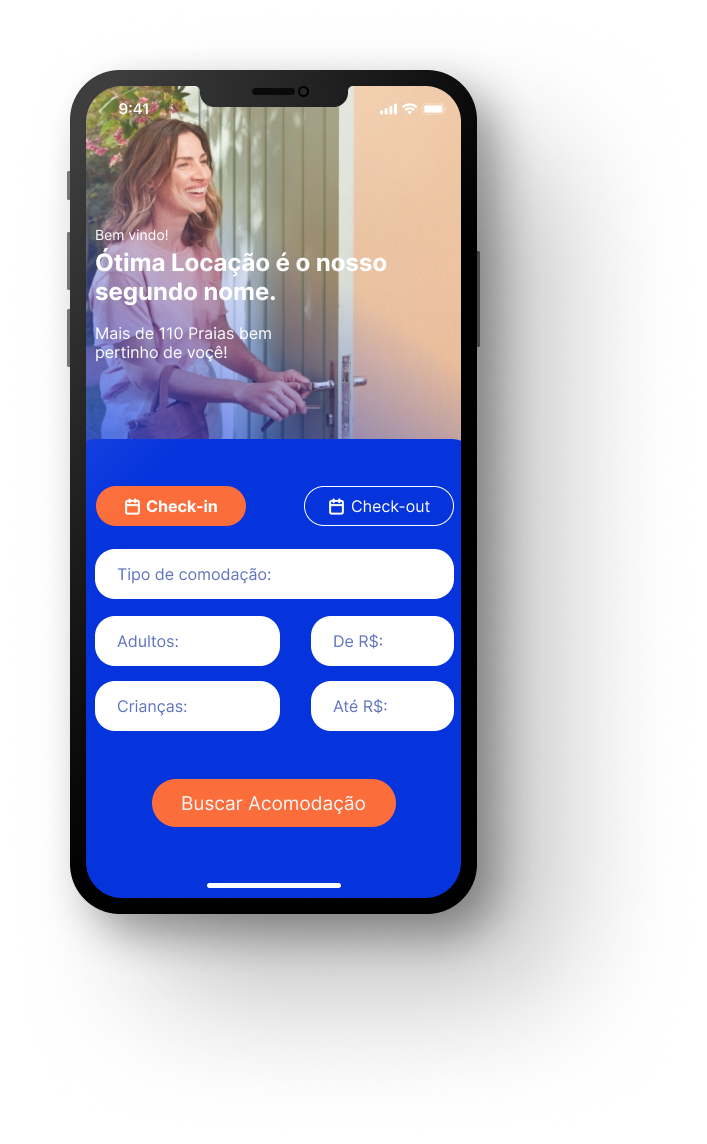 9:41
Bem vindo!
Ótima Locação é o nosso
segundo nome.
Mais de 110 Praias bem
pertinho de voçê!
Check-in
Check-out
Tipo de comodação:
Adultos:
De R$:
Crianças:
Até R$:
Buscar Acomodação